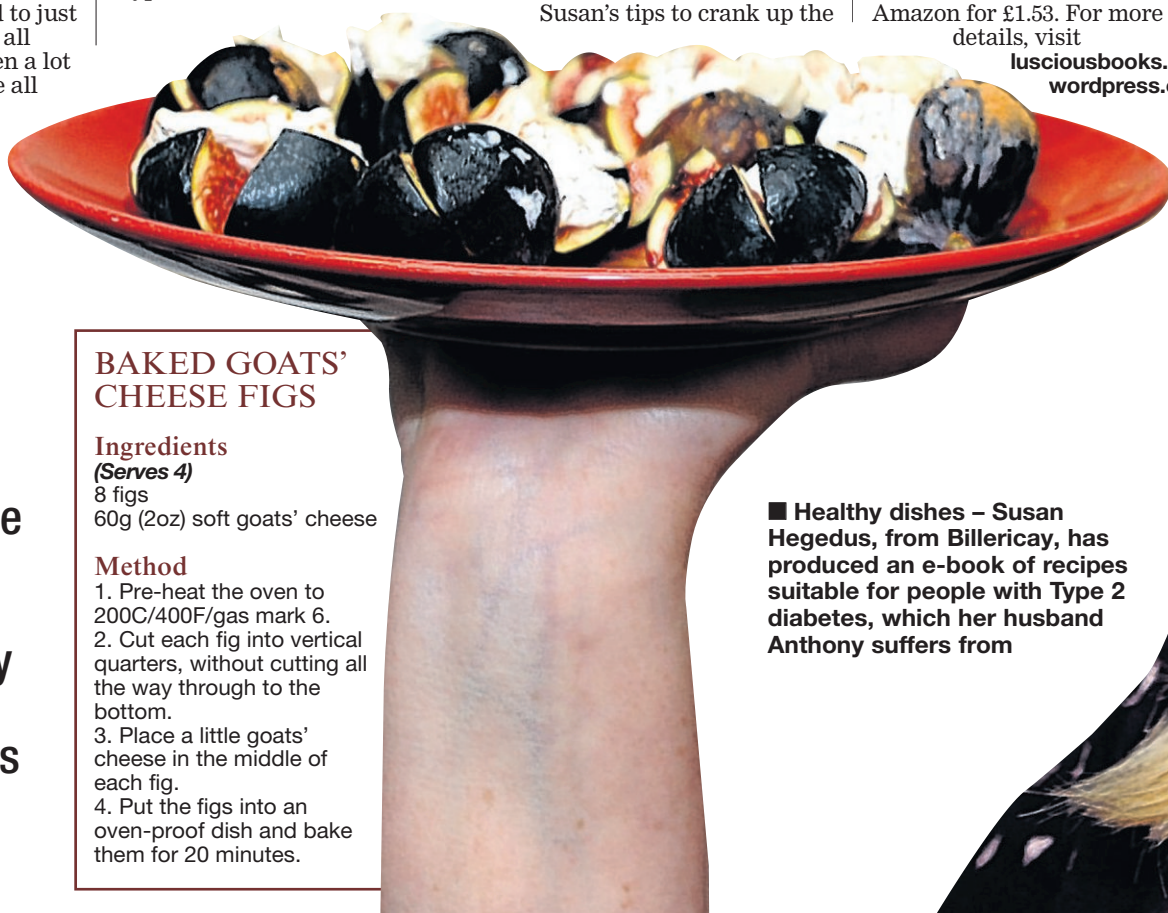 to just
all
a lot
all
Susan's tips to crank up the
Amazon for £1.53. For more
details, visit
lusciousbooks.
wordpress.
BAKED GOATS'
CHEESE FIGS
Ingredients
(Serves 4)
8 figs
60g (2oz) soft goats' cheese
Method
1. Pre-heat the oven to
200C/400F/gas mark 6.
2. Cut each fig into vertical
quarters, without cutting all
the way through to the
bottom.
3. Place a little goats'
cheese in the middle of
each fig.
4. Put the figs into an
oven-proof dish and bake
them for 20 minutes.
■ Healthy dishes – Susan
Hegedus, from Billericay, has
produced an e-book of recipes
suitable for people with Type 2
diabetes, which her husband
Anthony suffers from